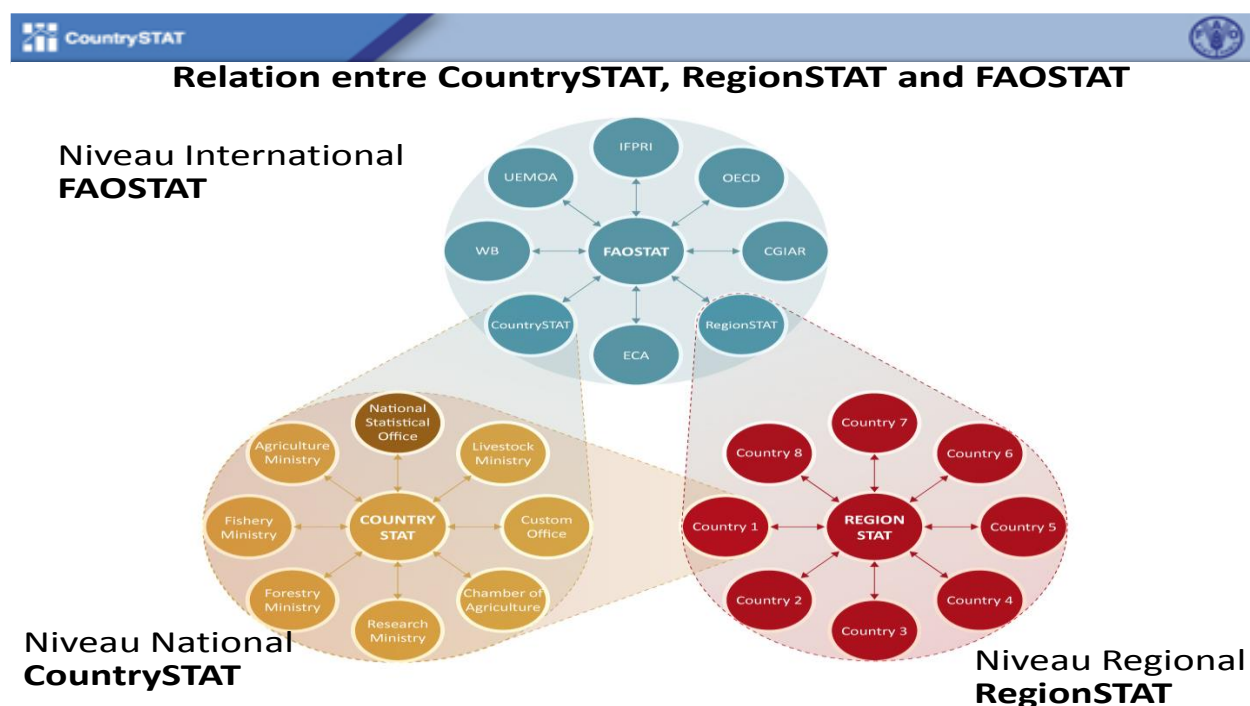 CountrySTAT
Relation entre CountrySTAT, RegionSTAT and FAOSTAT
Niveau International
FAOSTAT
IFPRI
UEMOA
OECD
WB
FAOSTAT
CGIAR
CountrySTAT
RegionSTAT
ECA
National
Statistical
Office
Agriculture
Ministry
Livestock
Ministry
Fishery
Ministry
COUNTRY
STAT
Custom
Office
Forestry
Ministry
Chamber of
Agriculture
Research
Ministry
Niveau National
CountrySTAT
Country 7
Country 8
Country 6
Country 1
REGION
STAT
Country 5
Country 2
Country 4
Country 3
Niveau Regional
RegionSTAT